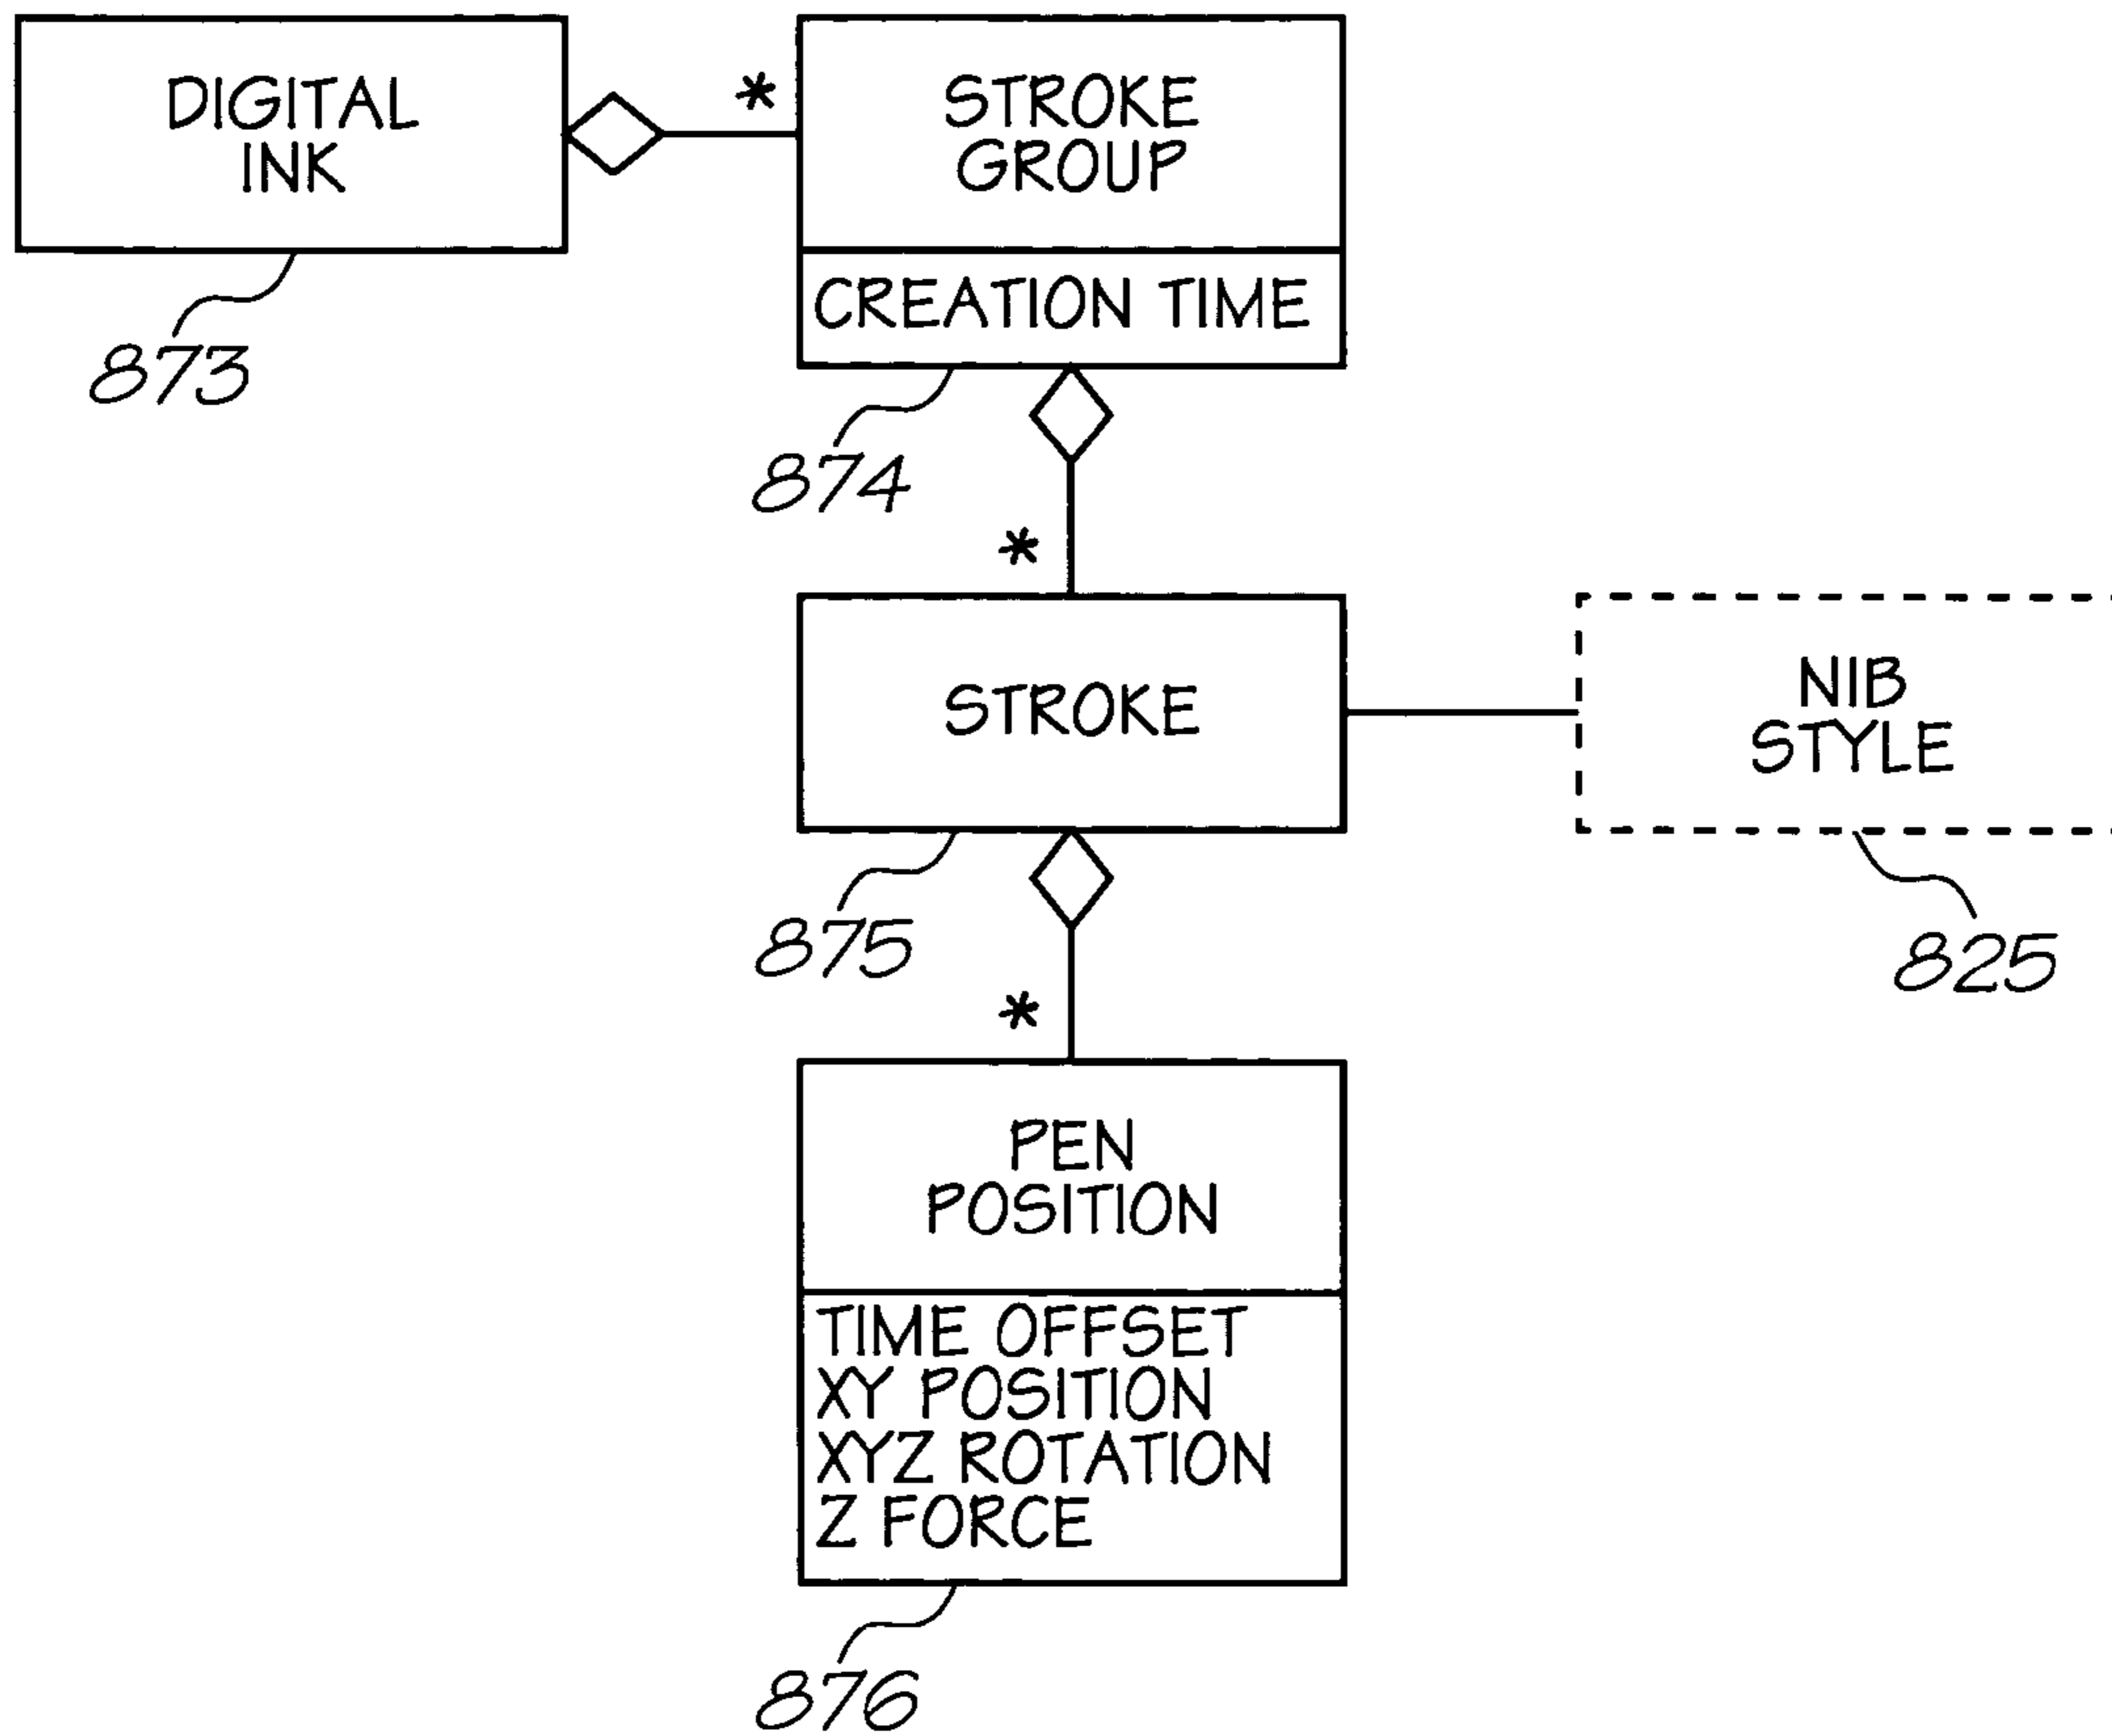 DIGITAL
INK
*
STROKE
GROUP
CREATION TIME
873
874
*
STROKE
NIB
STYLE
875
825
*
PEN
POSITION
TIME OFFSET
XY POSITION
XYZ ROTATION
Z FORCE
876